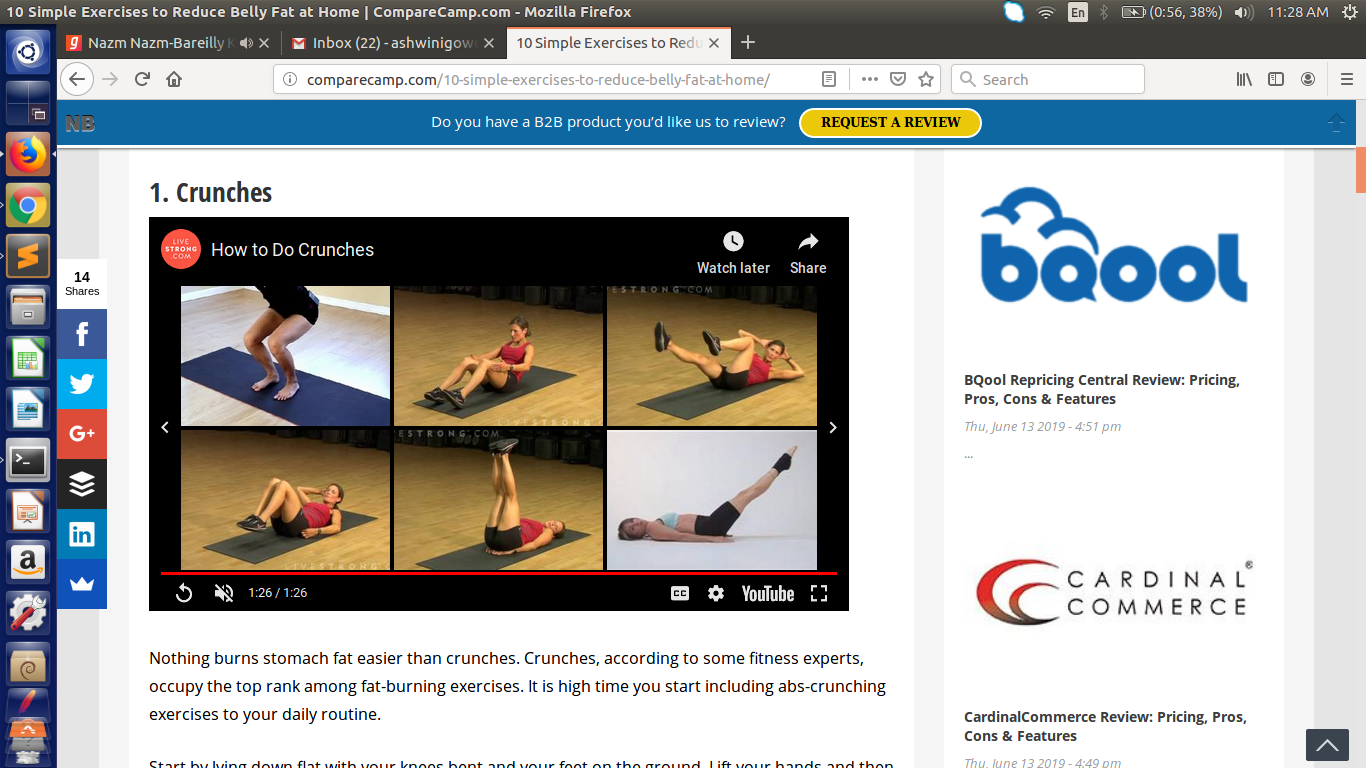 10 Simple Exercises to Reduce Belly Fat at Home | CompareCamp.com - Mozilla Firefox
En
(0:56, 38%)
11:28 AM
Nazm Nazm-Bareilly K
Inbox (22) - ashwinigow
10 Simple Exercises to Redu
comparecamp.com/10-simple-exercises-to-reduce-belly-fat-at-home/
Search
NB
Do you have a B2B product you’d like us to review?
REQUEST A REVIEW
1. Crunches
LIVE
STRONG
.COM
How to Do Crunches
Watch later
Share
LIVESTRONG.COM
LIVESTRONG.COM
1:26 / 1:26
CC
YouTube
14
Shares
f
G+
in
Nothing burns stomach fat easier than crunches. Crunches, according to some fitness experts,
occupy the top rank among fat-burning exercises. It is high time you start including abs-crunching
exercises to your daily routine.
Start by lying down flat with your knees bent and your feet on the ground. Lift your hands and then
bQool
BQool Repricing Central Review: Pricing,
Pros, Cons & Features
Thu, June 13 2019 - 4:51 pm
...
CARDINAL®
COMMERCE
CardinalCommerce Review: Pricing, Pros,
Cons & Features
Thu, June 13 2019 - 4:49 pm